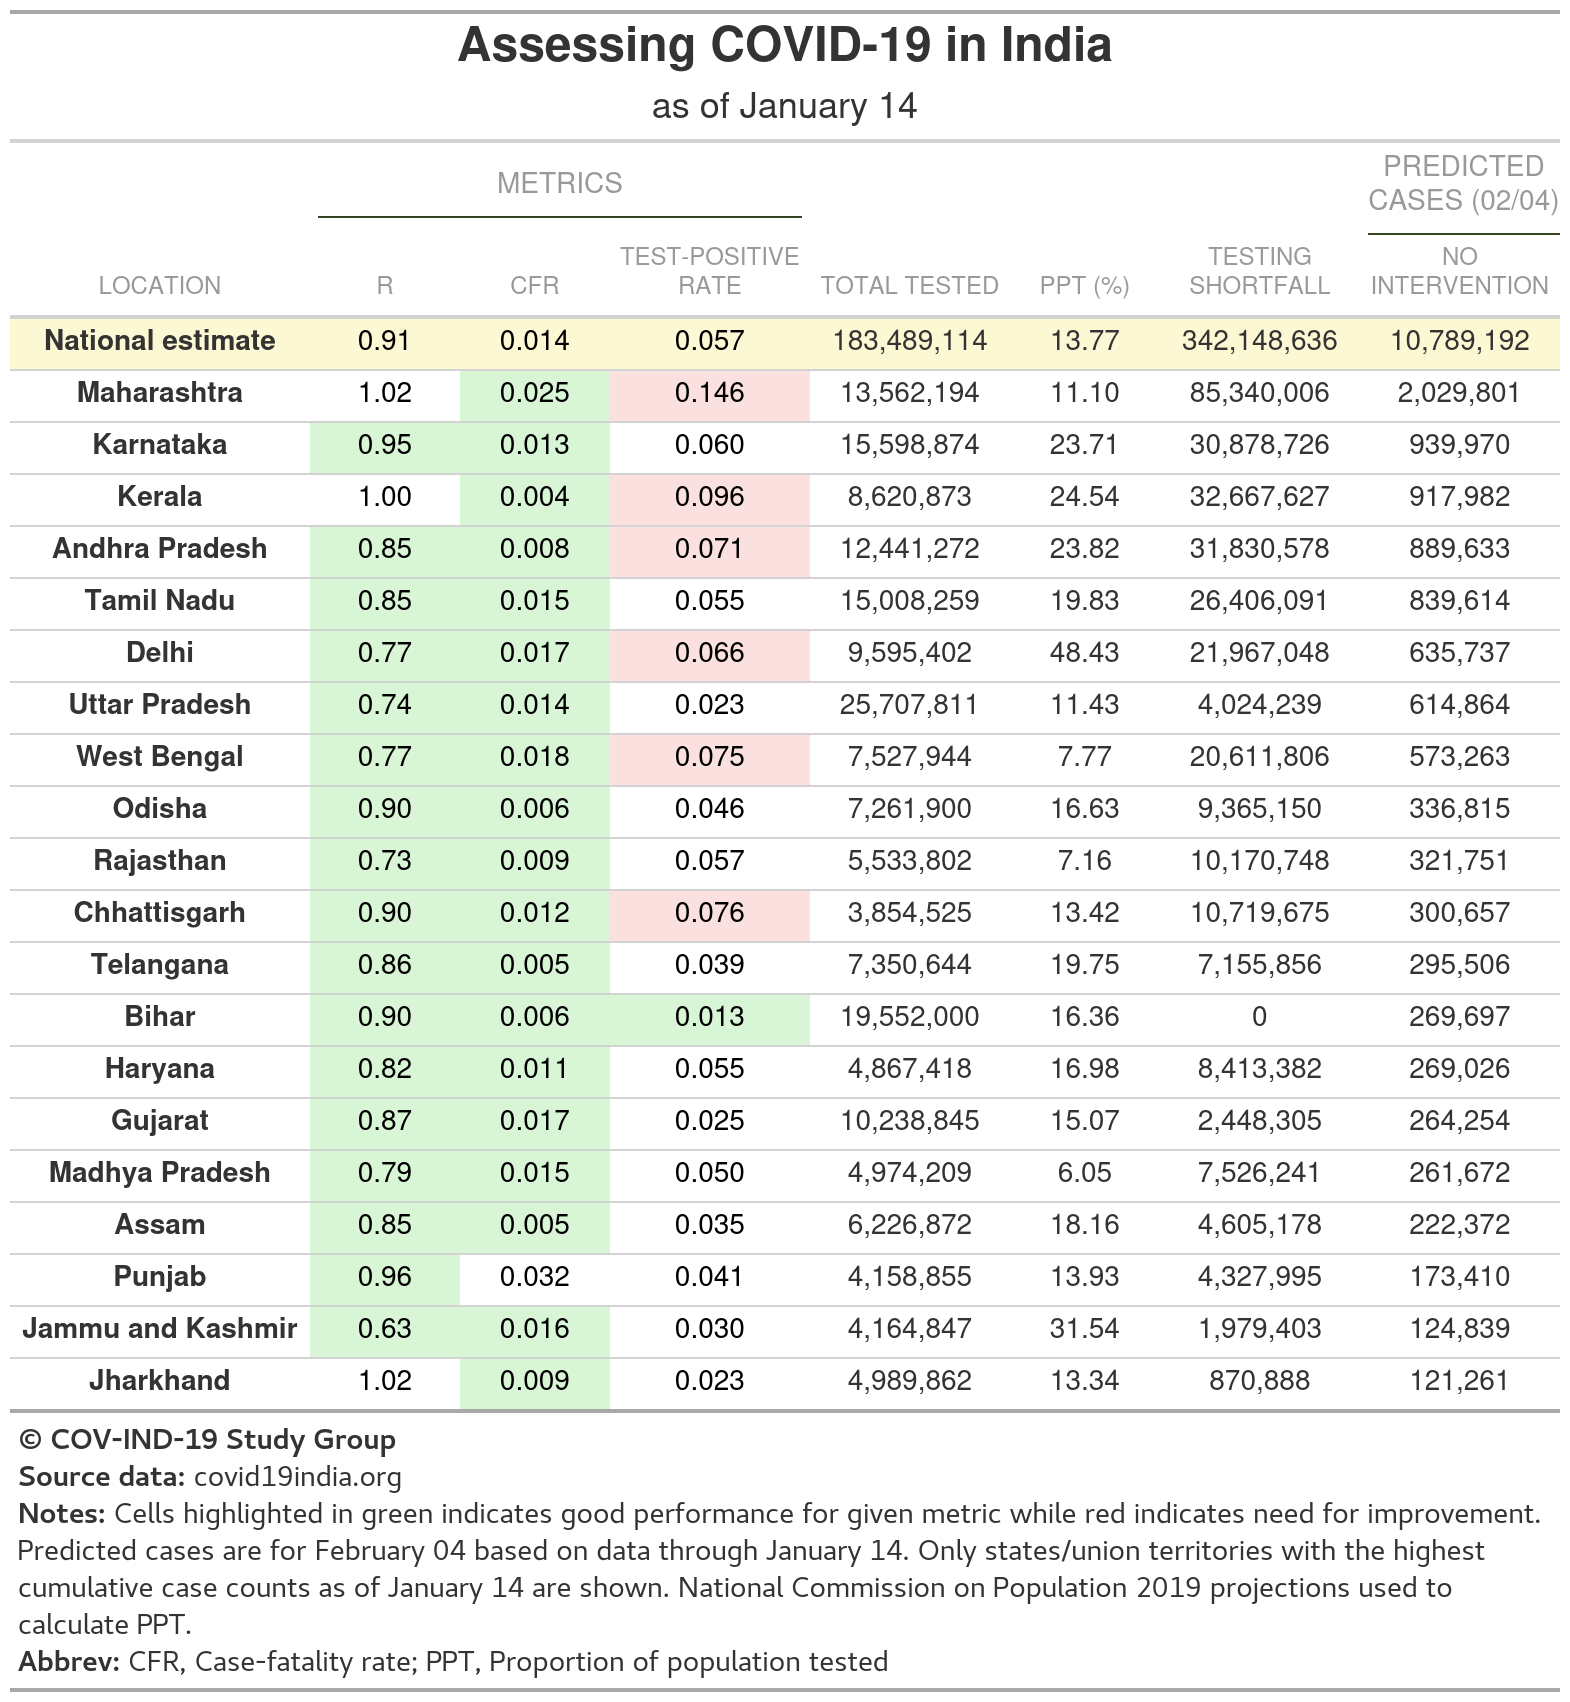 Assessing COVID-19 in India
as of January 14
METRICS
PREDICTED
CASES (02/04)
LOCATION R CFR TEST-POSITIVE RATE TOTAL TESTED PPT (%) TESTING SHORTFALL NO INTERVENTION
National estimate 0.91 0.014 0.057 183,489,114 13.77 342,148,636 10,789,192
Maharashtra 1.02 0.025 0.146 13,562,194 11.10 85,340,006 2,029,801
Karnataka 0.95 0.013 0.060 15,598,874 23.71 30,878,726 939,970
Kerala 1.00 0.004 0.096 8,620,873 24.54 32,667,627 917,982
Andhra Pradesh 0.85 0.008 0.071 12,441,272 23.82 31,830,578 889,633
Tamil Nadu 0.85 0.015 0.055 15,008,259 19.83 26,406,091 839,614
Delhi 0.77 0.017 0.066 9,595,402 48.43 21,967,048 635,737
Uttar Pradesh 0.74 0.014 0.023 25,707,811 11.43 4,024,239 614,864
West Bengal 0.77 0.018 0.075 7,527,944 7.77 20,611,806 573,263
Odisha 0.90 0.006 0.046 7,261,900 16.63 9,365,150 336,815
Rajasthan 0.73 0.009 0.057 5,533,802 7.16 10,170,748 321,751
Chhattisgarh 0.90 0.012 0.076 3,854,525 13.42 10,719,675 300,657
Telangana 0.86 0.005 0.039 7,350,644 19.75 7,155,856 295,506
Bihar 0.90 0.006 0.013 19,552,000 16.36 0 269,697
Haryana 0.82 0.011 0.055 4,867,418 16.98 8,413,382 269,026
Gujarat 0.87 0.017 0.025 10,238,845 15.07 2,448,305 264,254
Madhya Pradesh 0.79 0.015 0.050 4,974,209 6.05 7,526,241 261,672
Assam 0.85 0.005 0.035 6,226,872 18.16 4,605,178 222,372
Punjab 0.96 0.032 0.041 4,158,855 13.93 4,327,995 173,410
Jammu and Kashmir 0.63 0.016 0.030 4,164,847 31.54 1,979,403 124,839
Jharkhand 1.02 0.009 0.023 4,989,862 13.34 870,888 121,261
© COV-IND-19 Study Group
Source data: covid19india.org
Notes: Cells highlighted in green indicates good performance for given metric while red indicates need for improvement.
Predicted cases are for February 04 based on data through January 14. Only states/union territories with the highest
cumulative case counts as of January 14 are shown. National Commission on Population 2019 projections used to
calculate PPT.
Abbrev: CFR, Case-fatality rate; PPT, Proportion of population tested